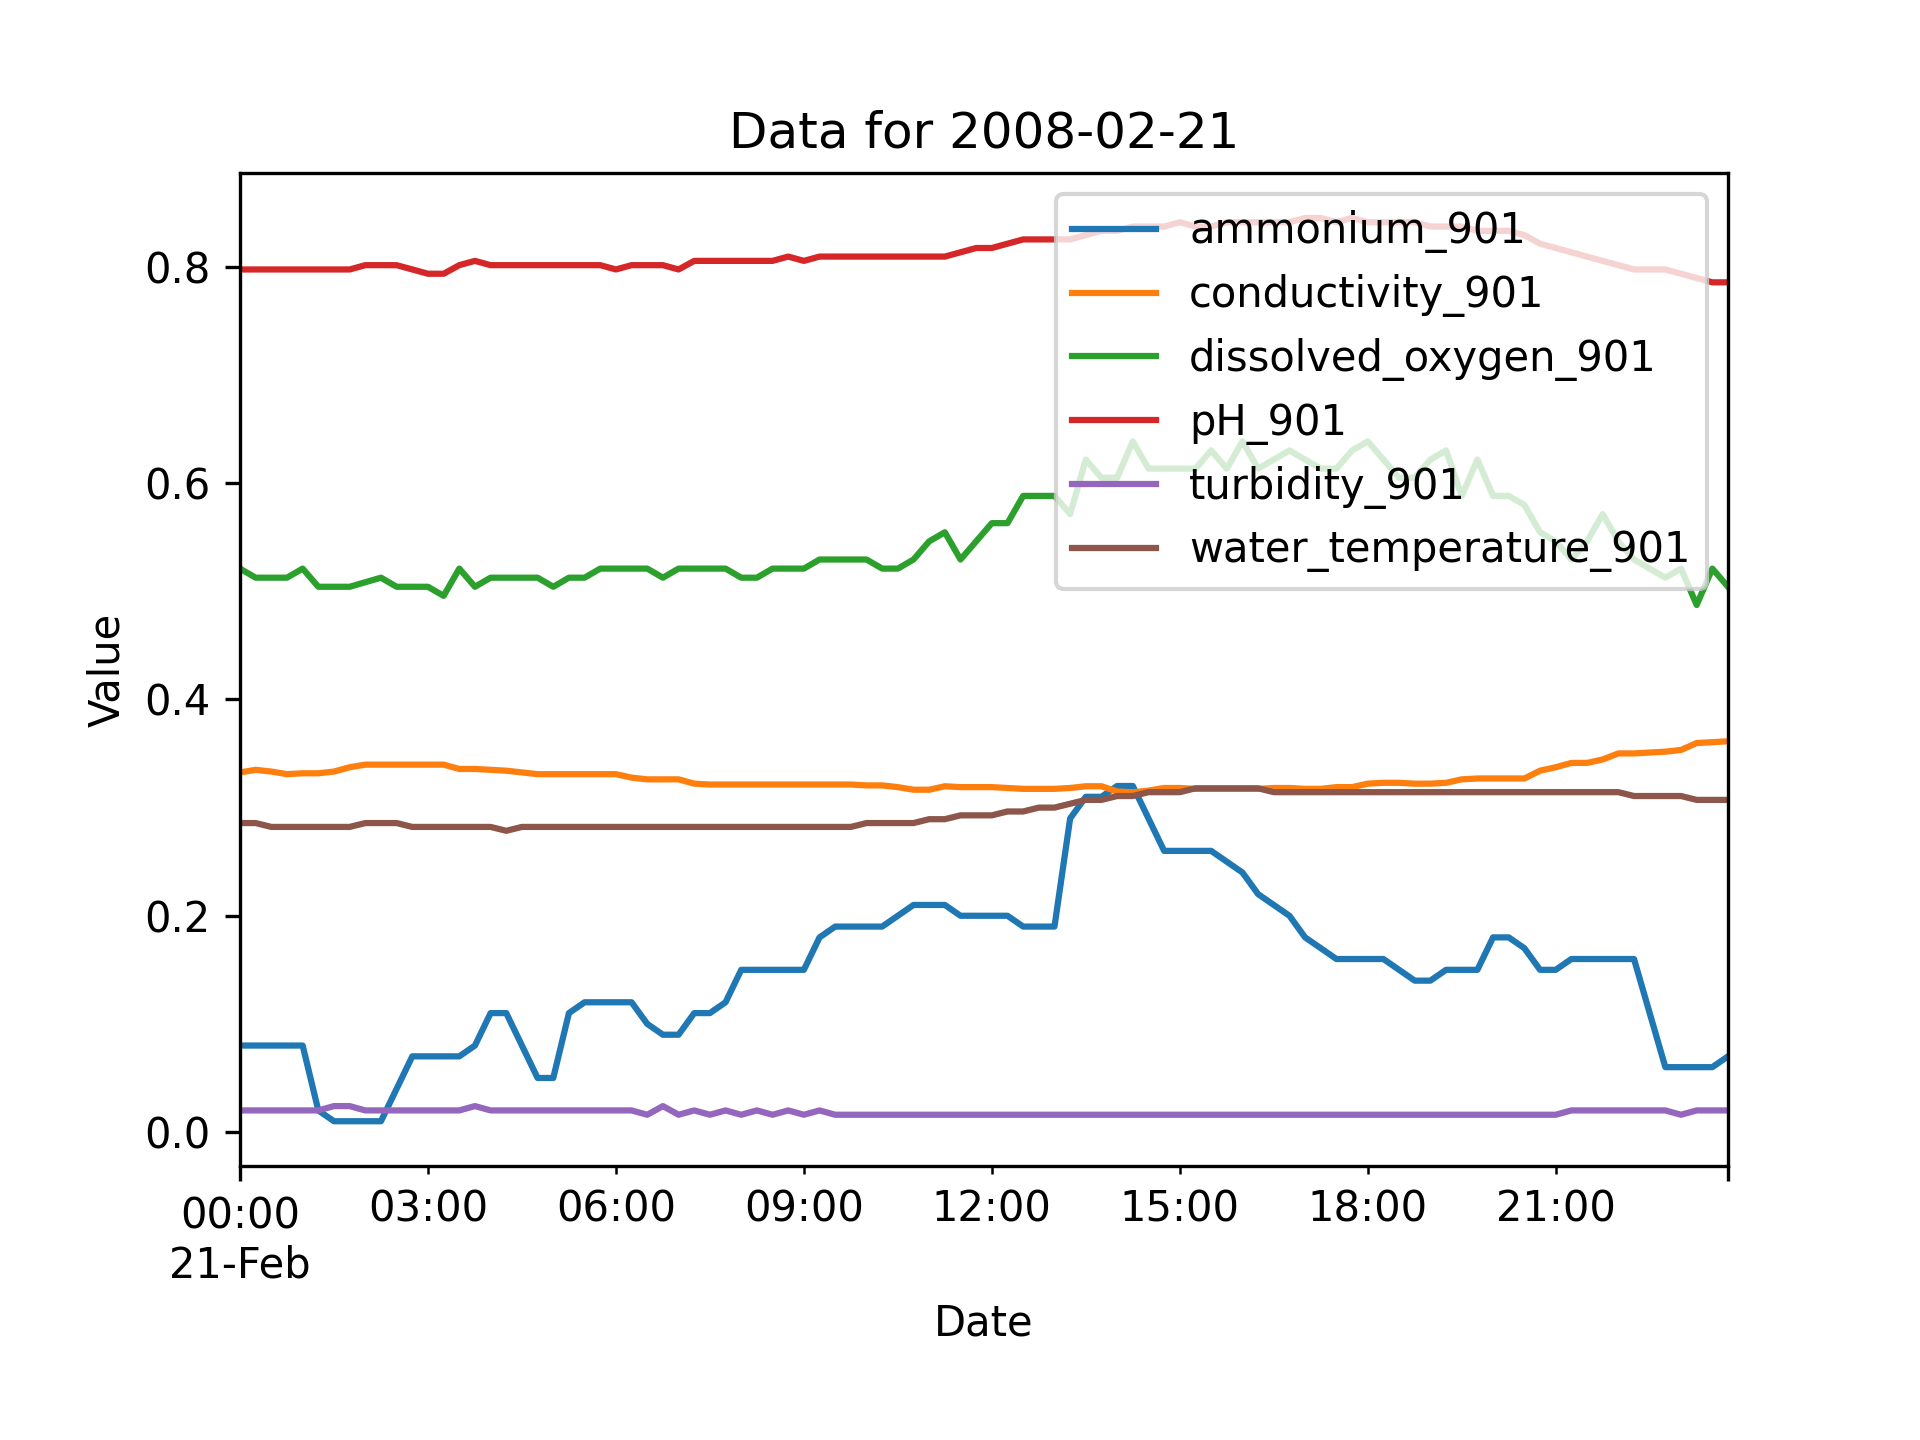 Data for 2008-02-21
ammonium_901
conductivity_901
dissolved_oxygen_901
pH_901
turbidity_901
water_temperature_901
Value
0.8
0.6
0.4
0.2
0.0
00:00 03:00 06:00 09:00 12:00 15:00 18:00 21:00
21-Feb
Date